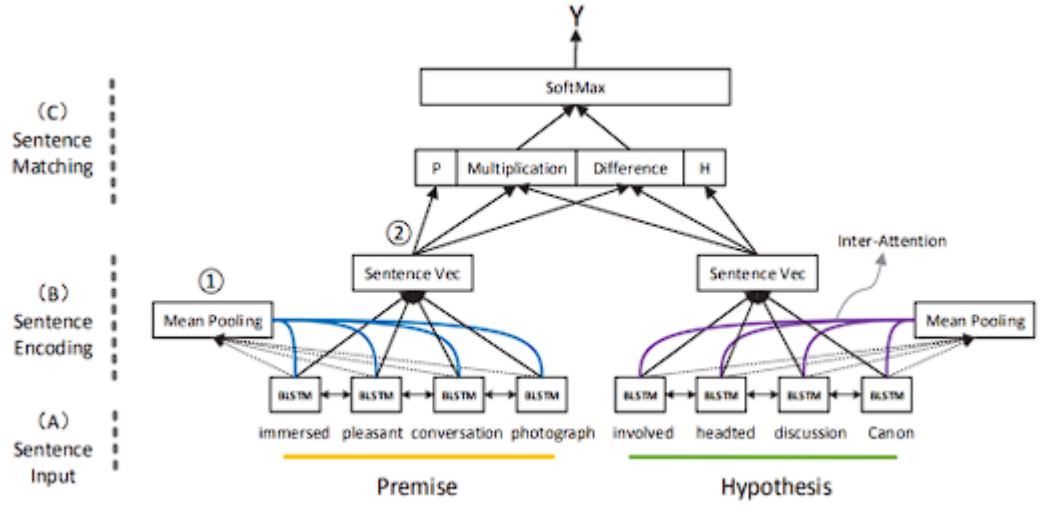 Y
SoftMax
(C)
Sentence
Matching
P Multiplication Difference H
②
Inter-Attention
Sentence Vec Sentence Vec
①
(B)
Sentence
Encoding
Mean Pooling Mean Pooling
BLSTM BLSTM BLSTM BLSTM BLSTM BLSTM BLSTM BLSTM
(A)
Sentence
Input
immersed pleasant conversation photograph involved headted discussion Canon
Premise Hypothesis